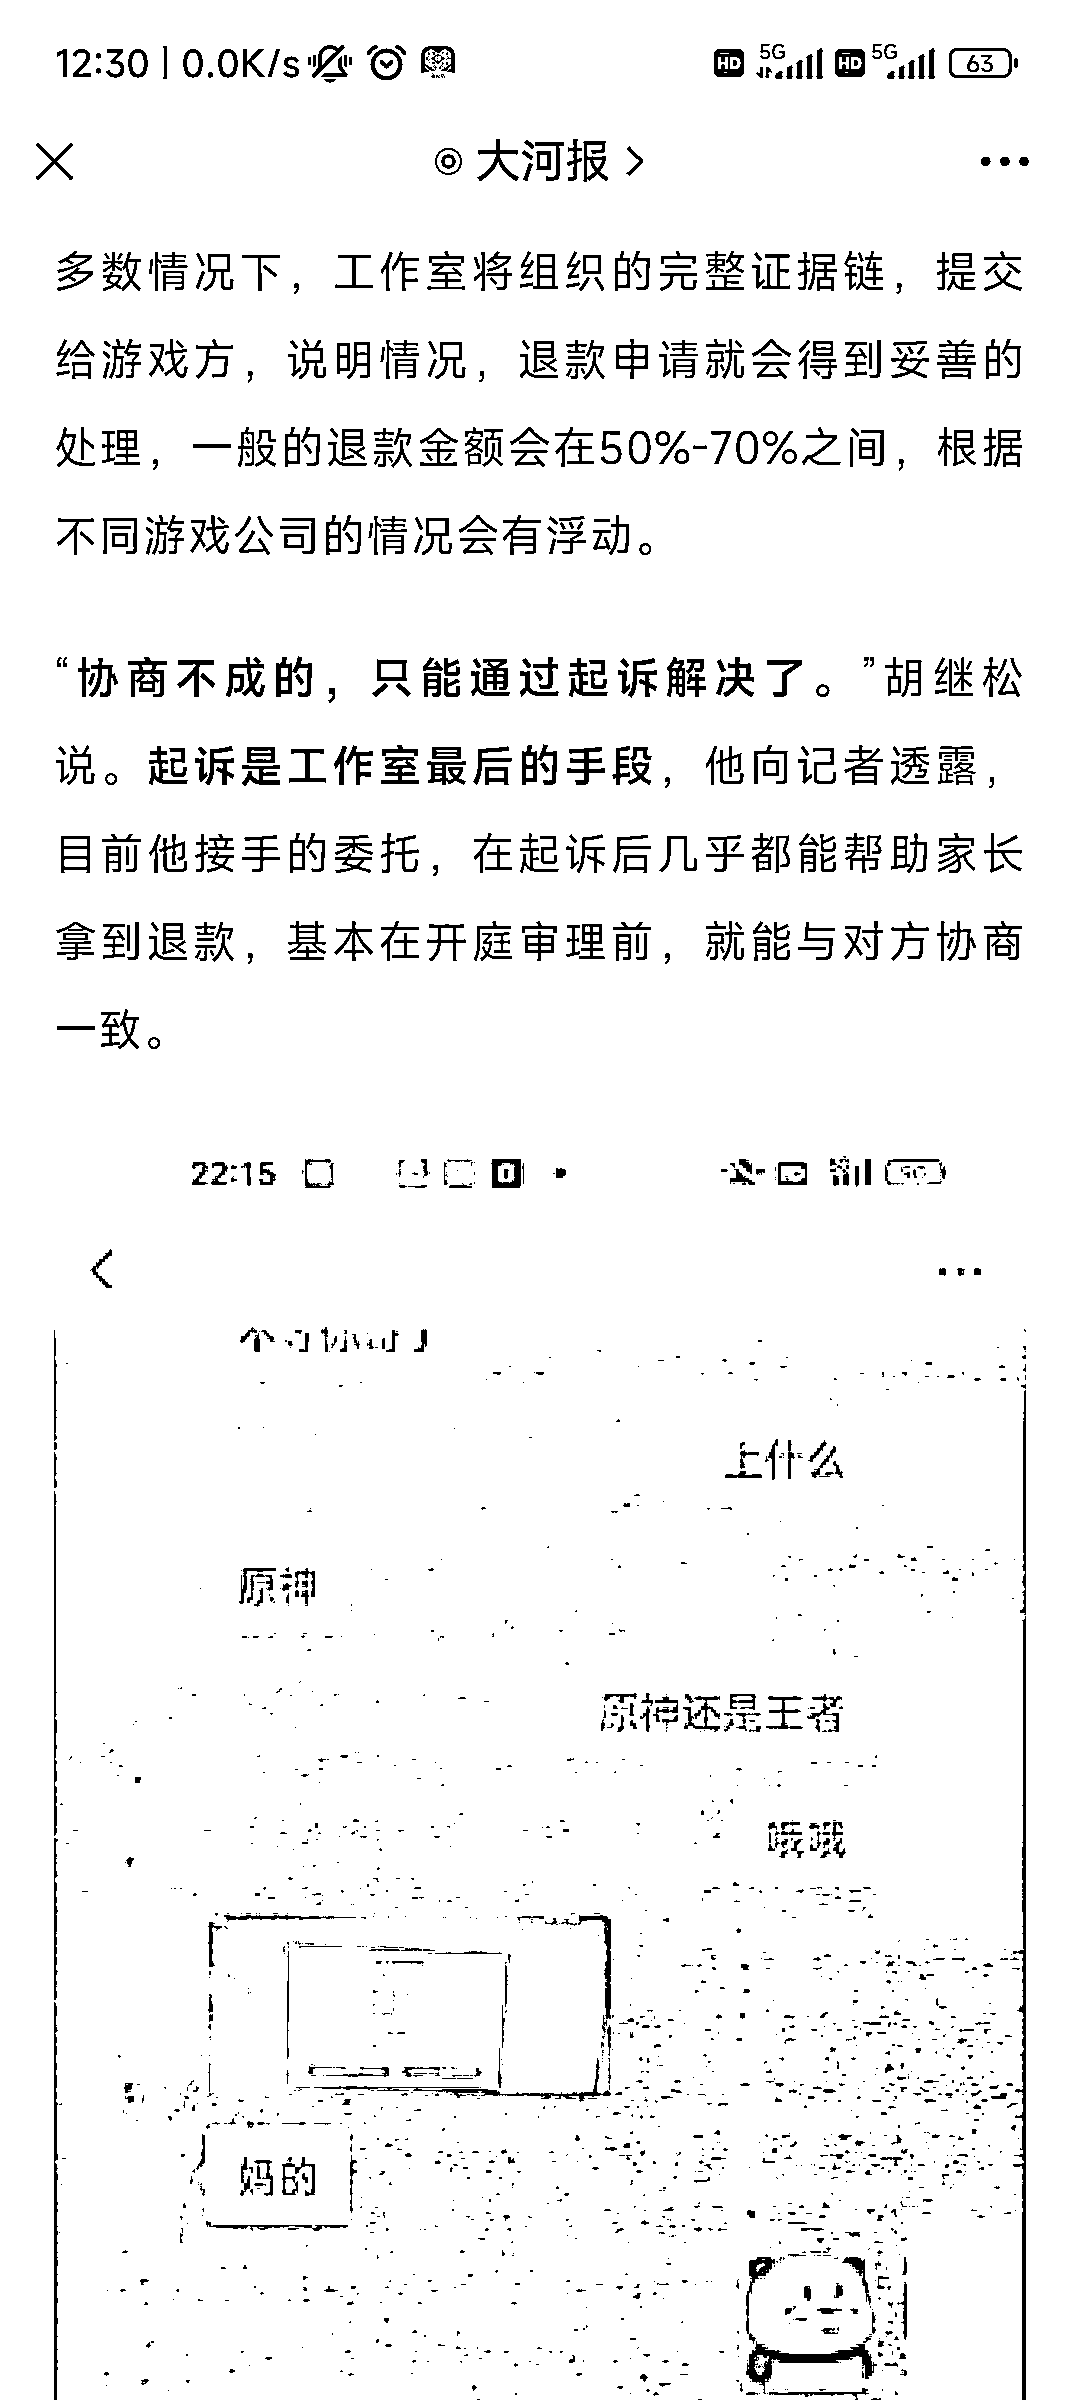 12:30 | 0.0K/s
HD 5G HD 5G 63
大河报
多数情况下，工作室将组织的完整证据链，提交
给游戏方，说明情况，退款申请就会得到妥善的
处理，一般的退款金额会在50%-70%之间，根据
不同游戏公司的情况会有浮动。
“协商不成的，只能通过起诉解决了。”胡继松
说。起诉是工作室最后的手段，他向记者透露，
目前他接手的委托，在起诉后几乎都能帮助家长
拿到退款，基本在开庭审理前，就能与对方协商
一致。
22:15
上什么
原神
原神还是王者
哦哦
妈的